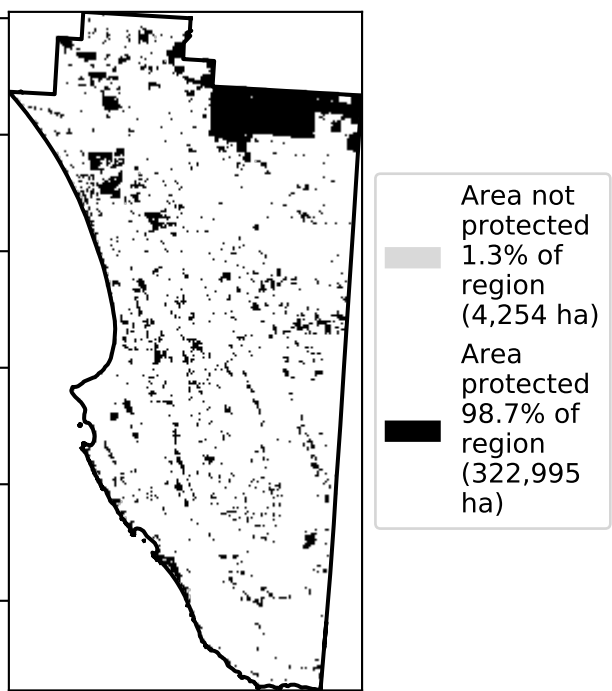 Area not
protected
1.3% of
region
(4,254 ha)
Area
protected
98.7% of
region
(322,995
ha)